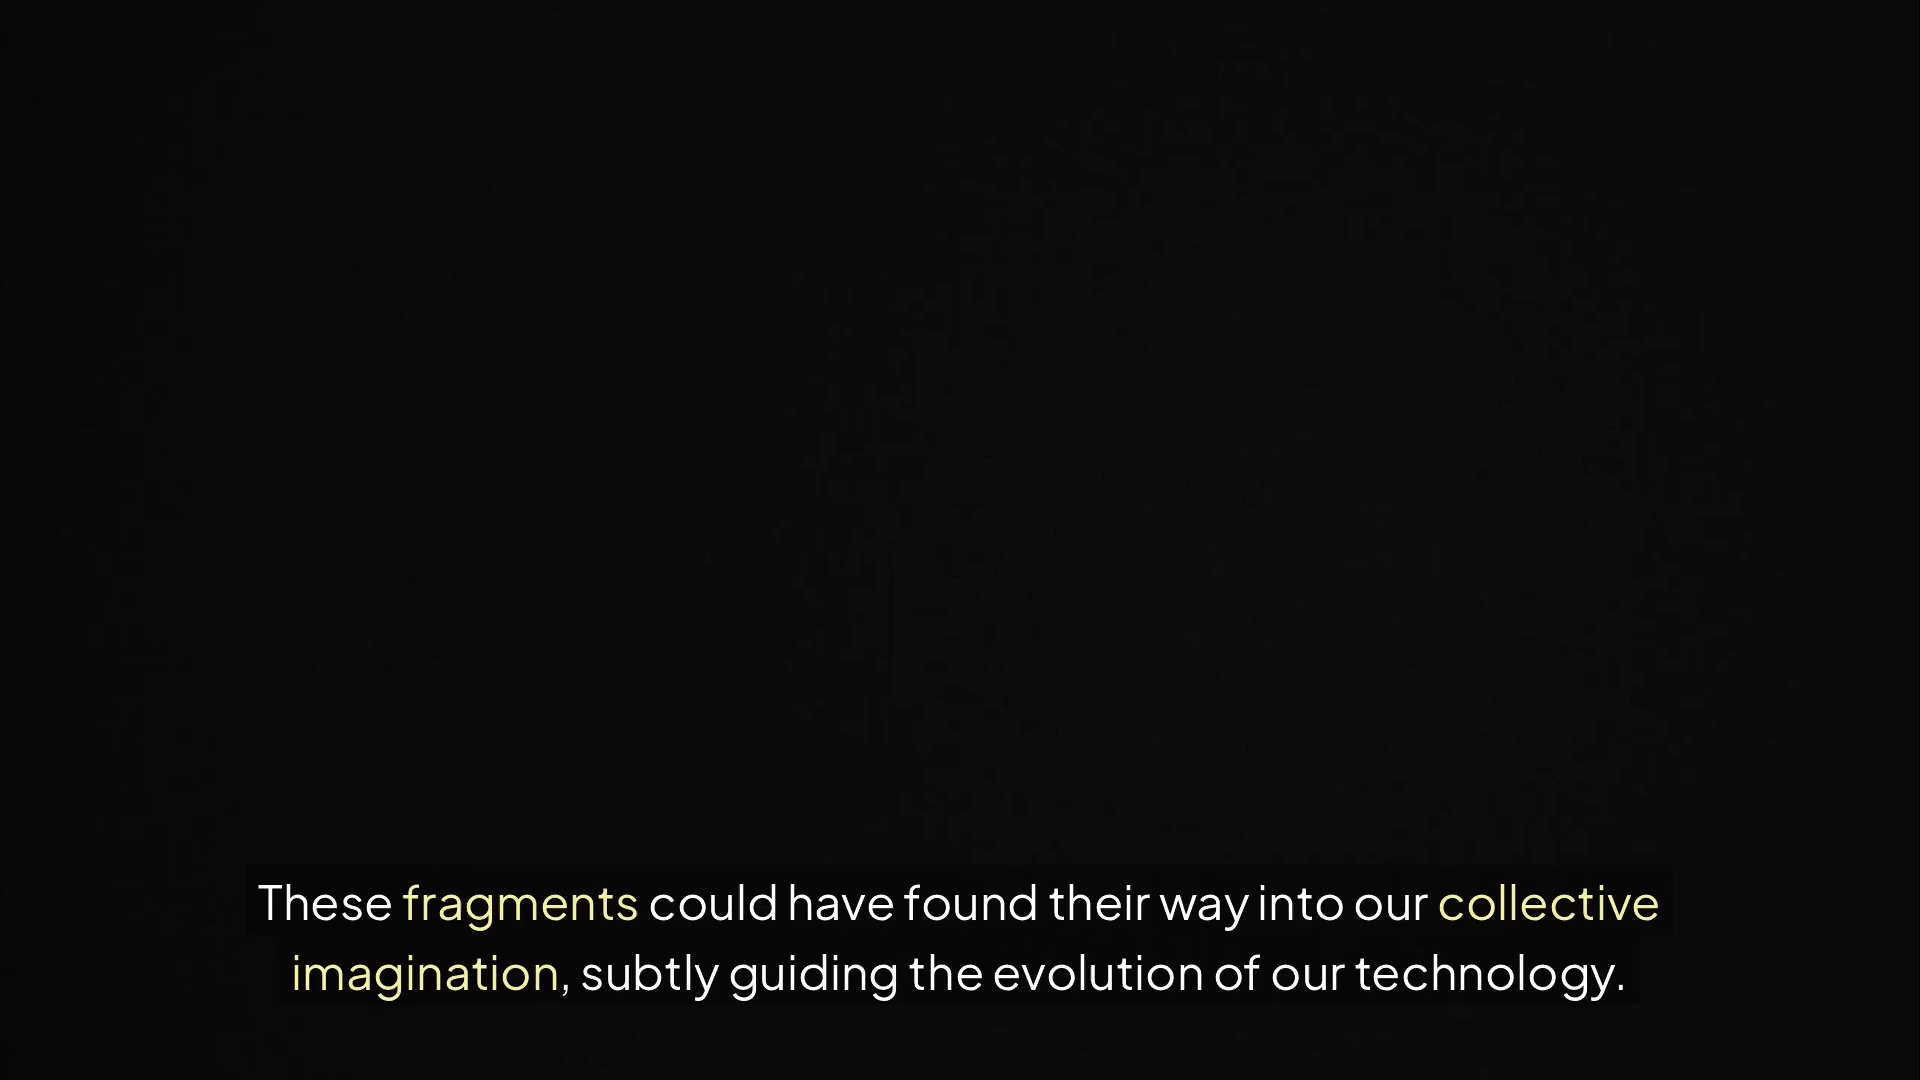 These fragments could have found their way into our collective
imagination, subtly guiding the evolution of our technology.